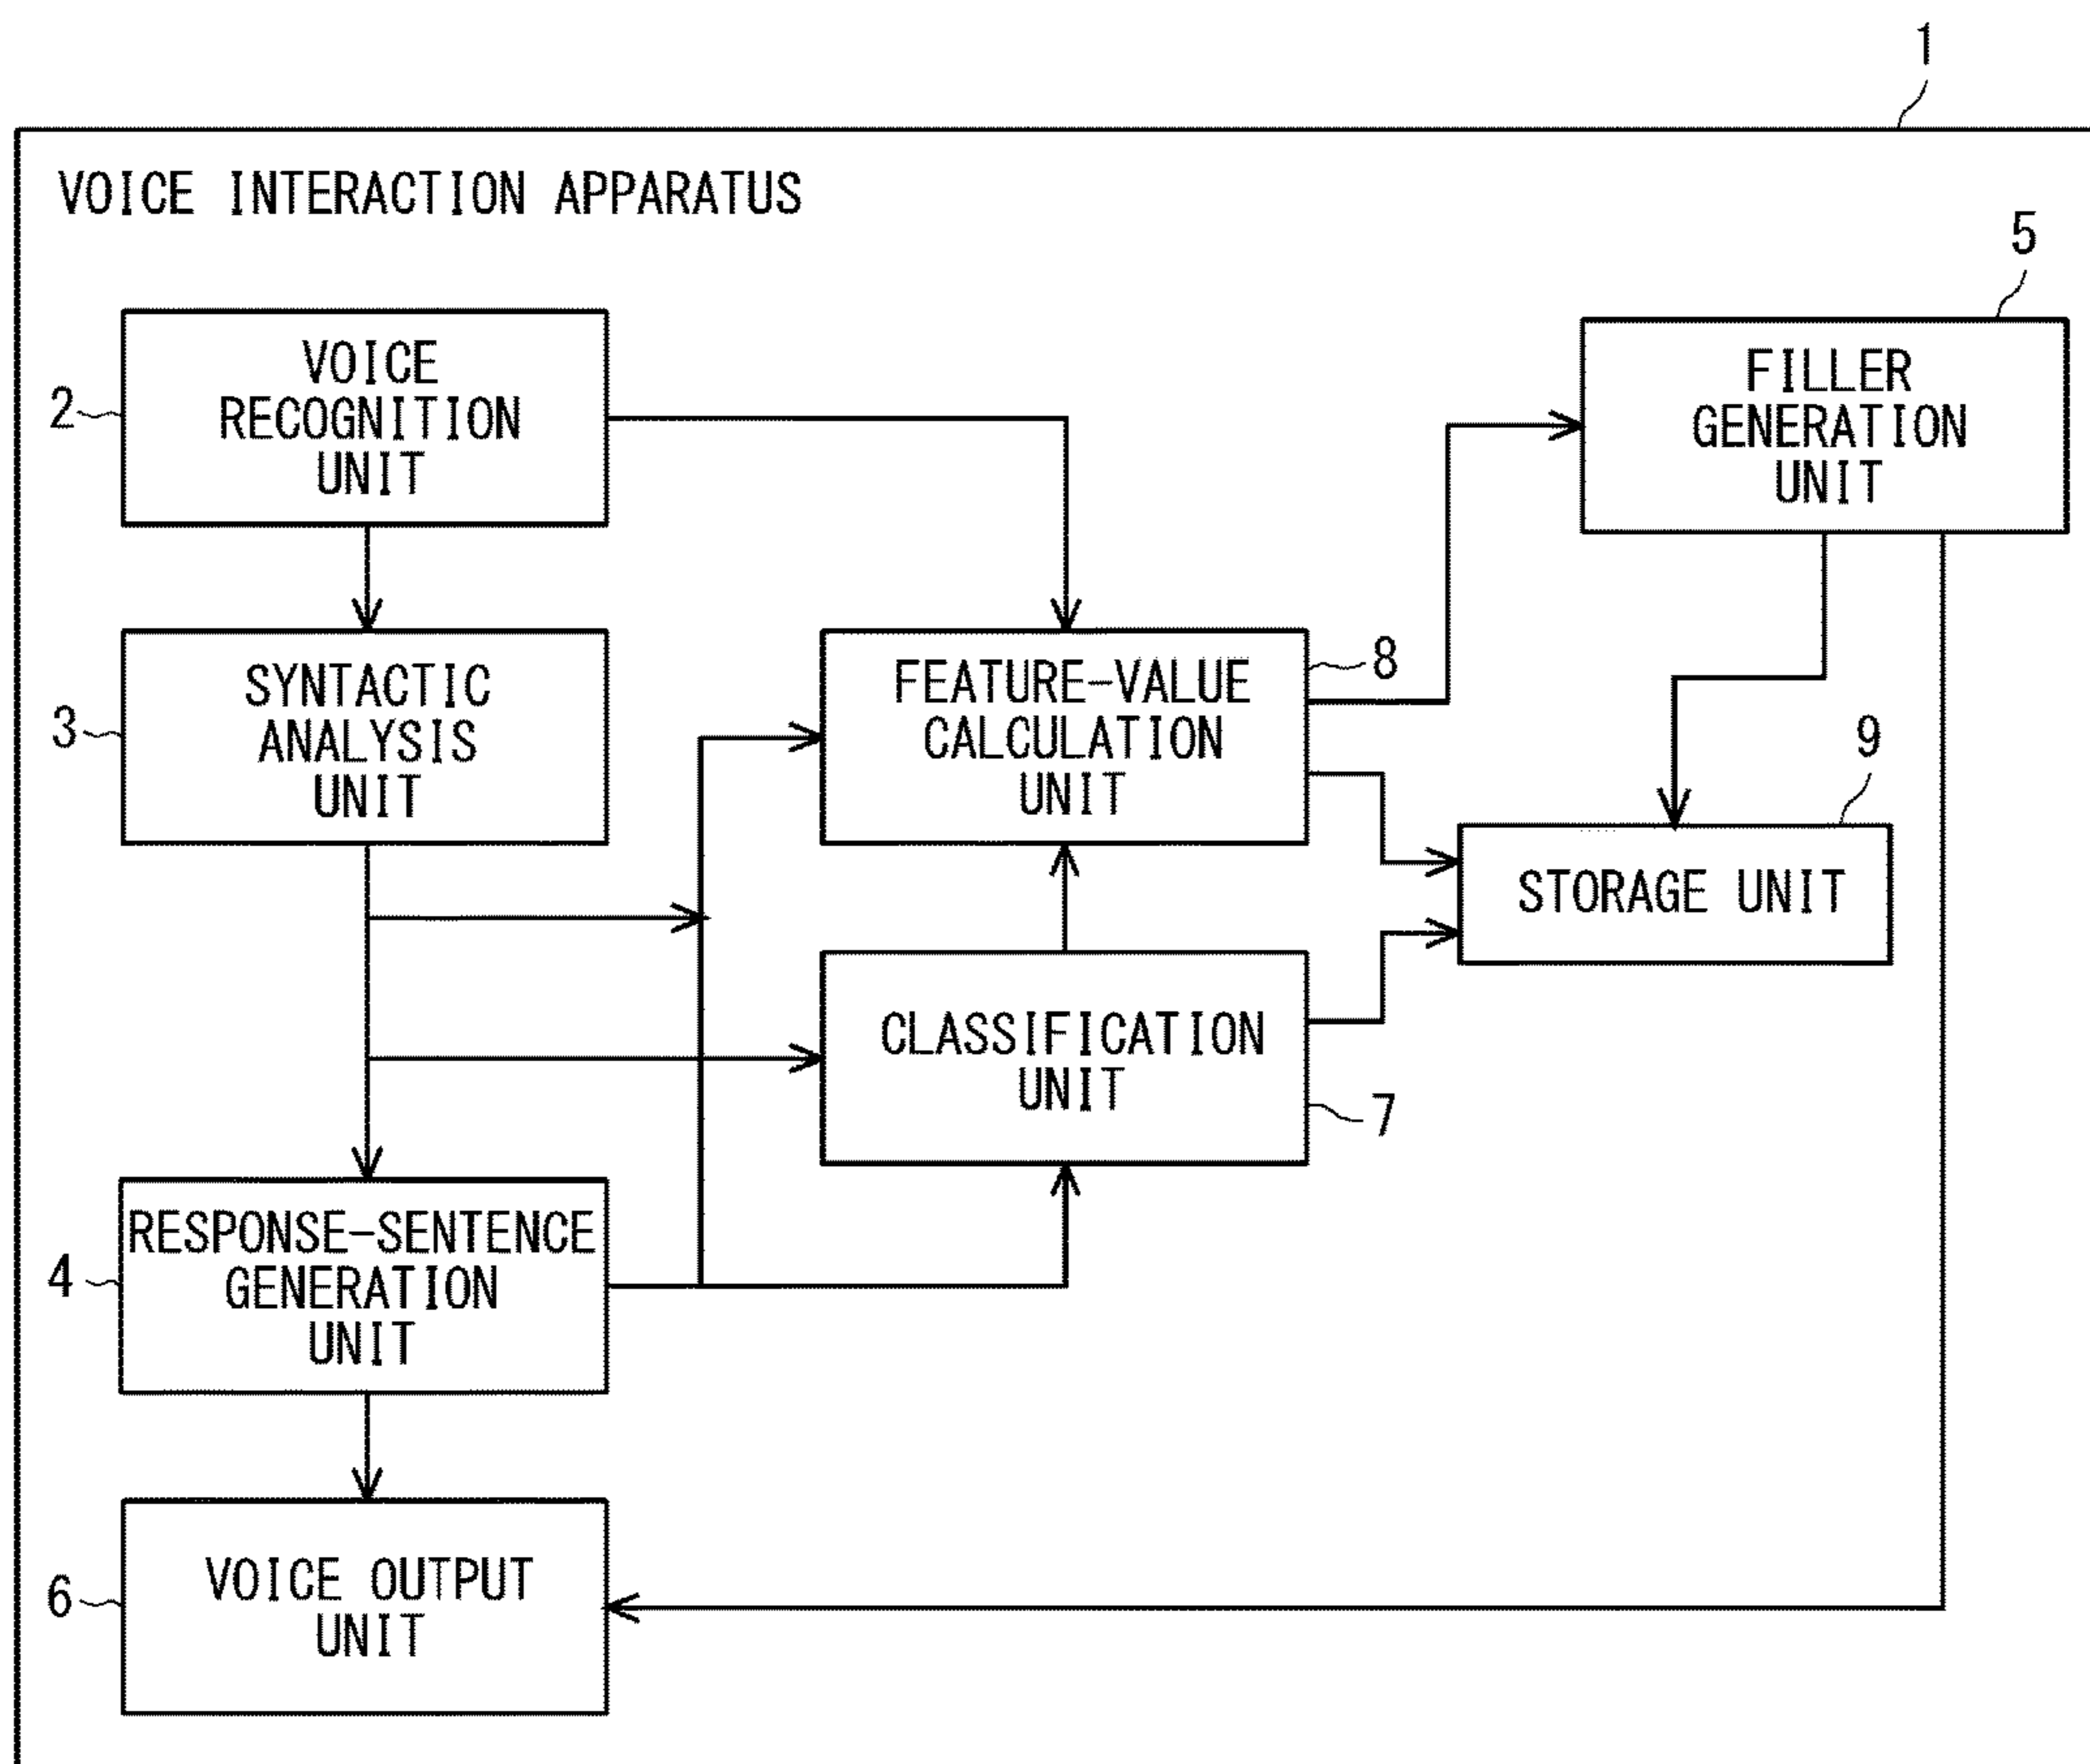 1
VOICE INTERACTION APPARATUS
5
2
VOICE
RECOGNITION
UNIT
FILLER
GENERATION
UNIT
3
SYNTACTIC
ANALYSIS
UNIT
FEATURE-VALUE
CALCULATION
UNIT
8
9
STORAGE UNIT
CLASSIFICATION
UNIT
7
4
RESPONSE-SENTENCE
GENERATION
UNIT
6
VOICE OUTPUT
UNIT